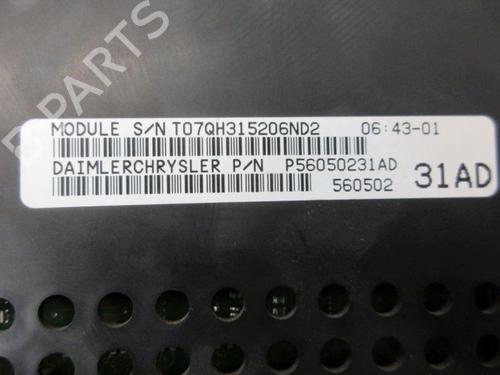 MODULE S/N T07QH315206ND2 06:43-01
DAIMLERCHRYSLER P/N P56050231AD
560502 31AD
B-PARTS